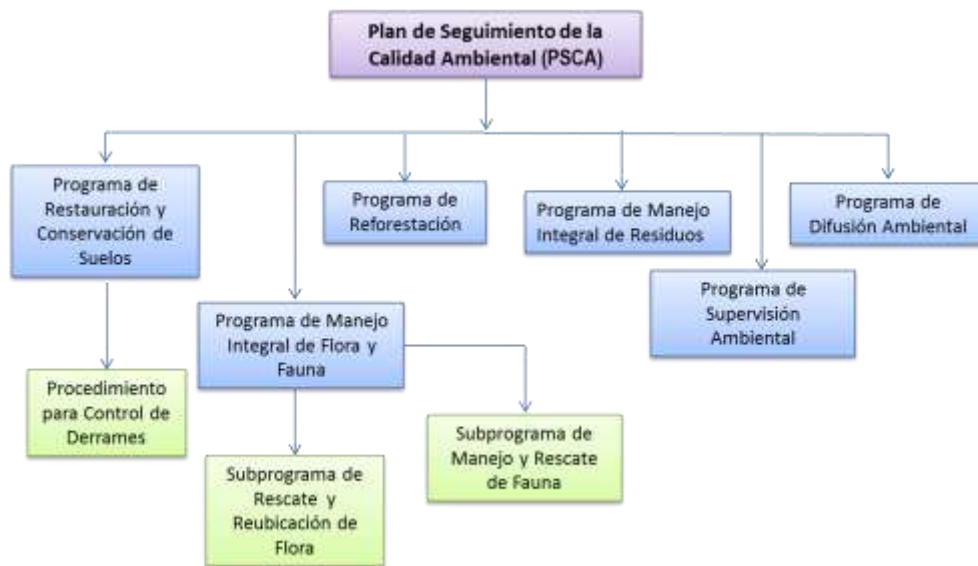 Plan de Seguimiento de la
Calidad Ambiental (PSCA)
Programa de
Restauración y
Conservación de
Suelos
Programa de
Reforestación
Programa de Manejo
Integral de Residuos
Programa de
Difusión Ambiental
Programa de Manejo
Integral de Flora y
Fauna
Programa de
Supervisión
Ambiental
Procedimiento
para Control de
Derrames
Subprograma de
Rescate y
Reubicación de
Flora
Subprograma de
Manejo y Rescate
de Fauna